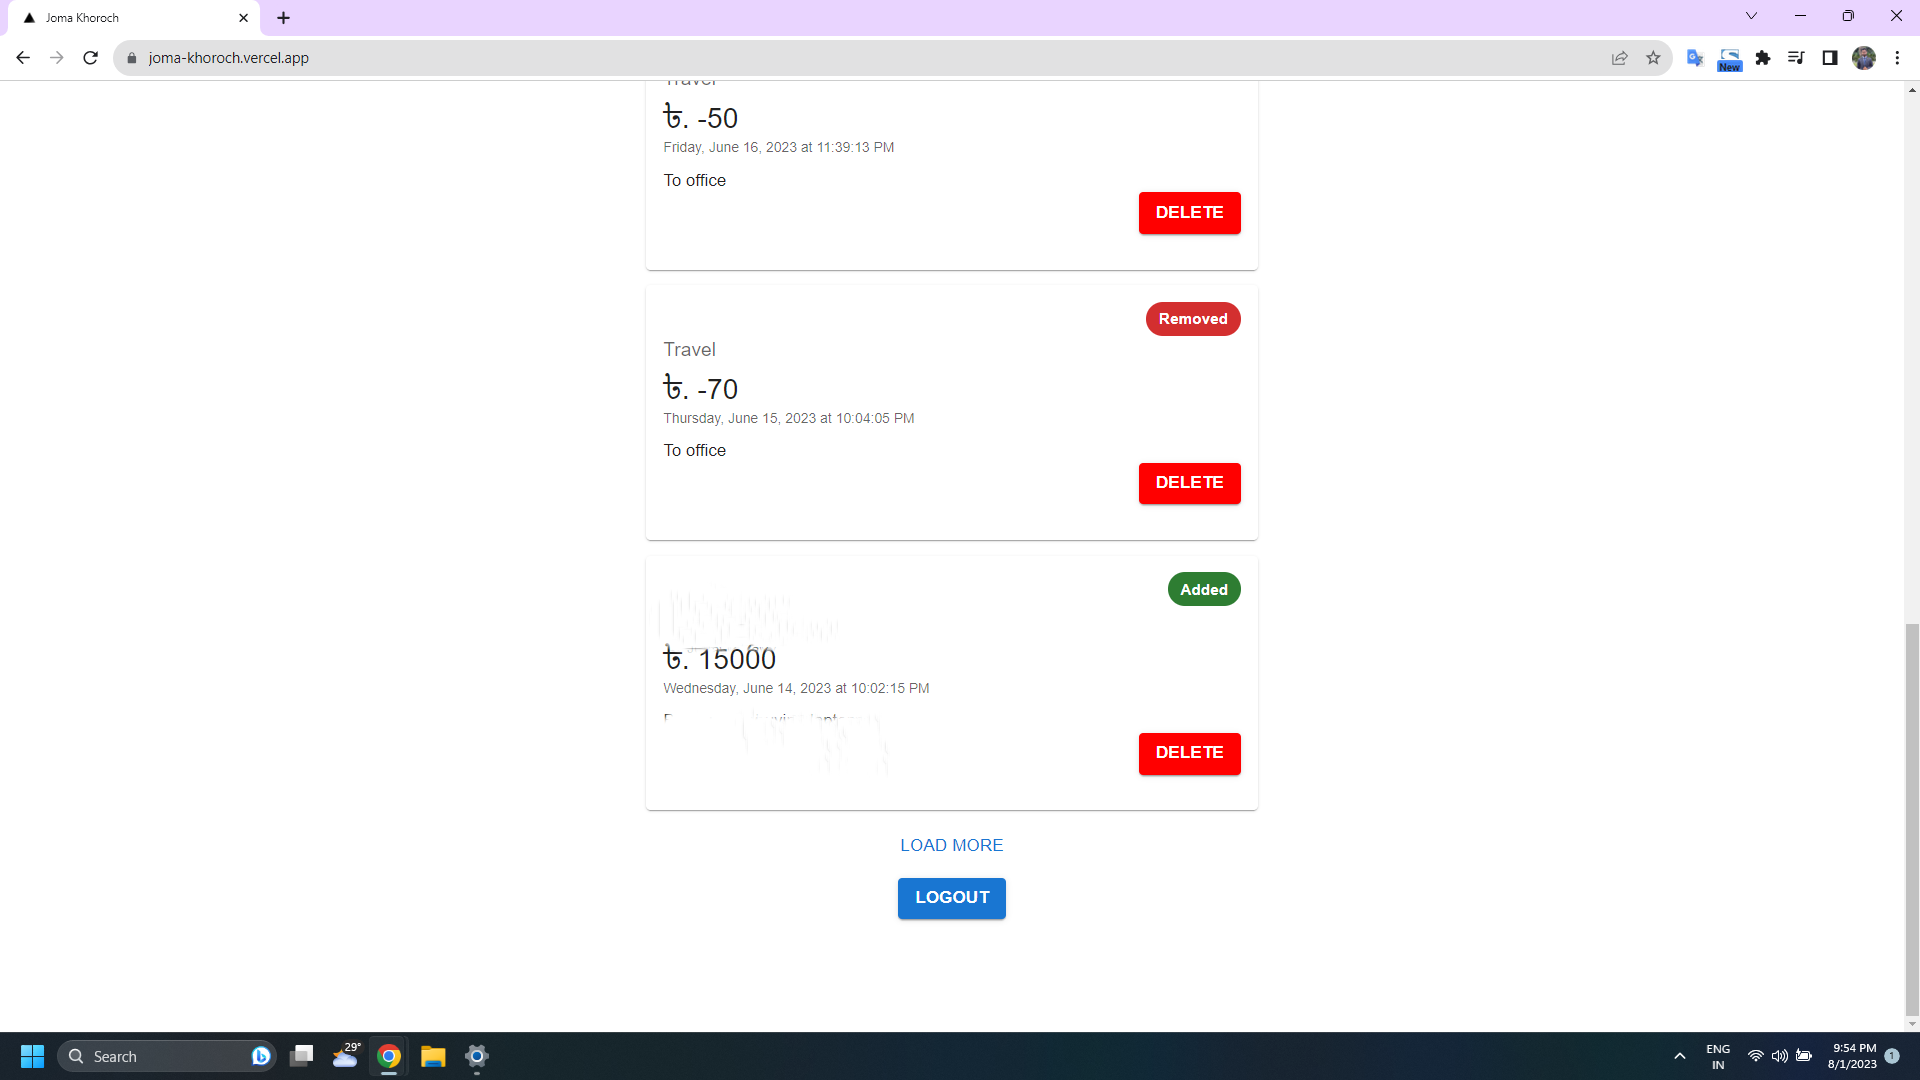 Joma Khoroch
joma-khoroch.vercel.app
New
Travel
৳. -50
Friday, June 16, 2023 at 11:39:13 PM
To office
DELETE
Removed
Travel
৳. -70
Thursday, June 15, 2023 at 10:04:05 PM
To office
DELETE
Added
৳. 15000
Wednesday, June 14, 2023 at 10:02:15 PM
DELETE
LOAD MORE
LOGOUT
Search
29°
ENG
IN
9:54 PM
8/1/2023
1